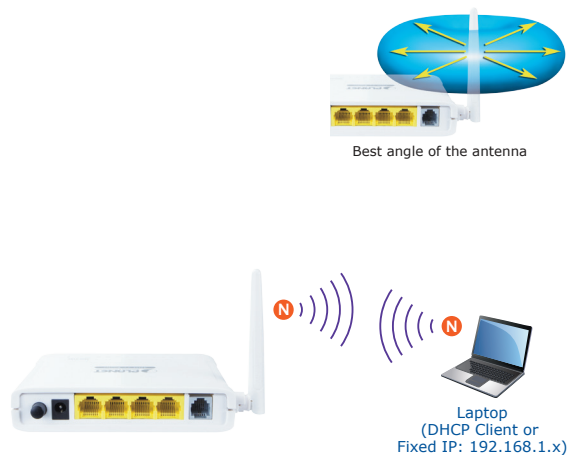 Best angle of the antenna
N
N
Laptop
(DHCP Client or
Fixed IP: 192.168.1.x)